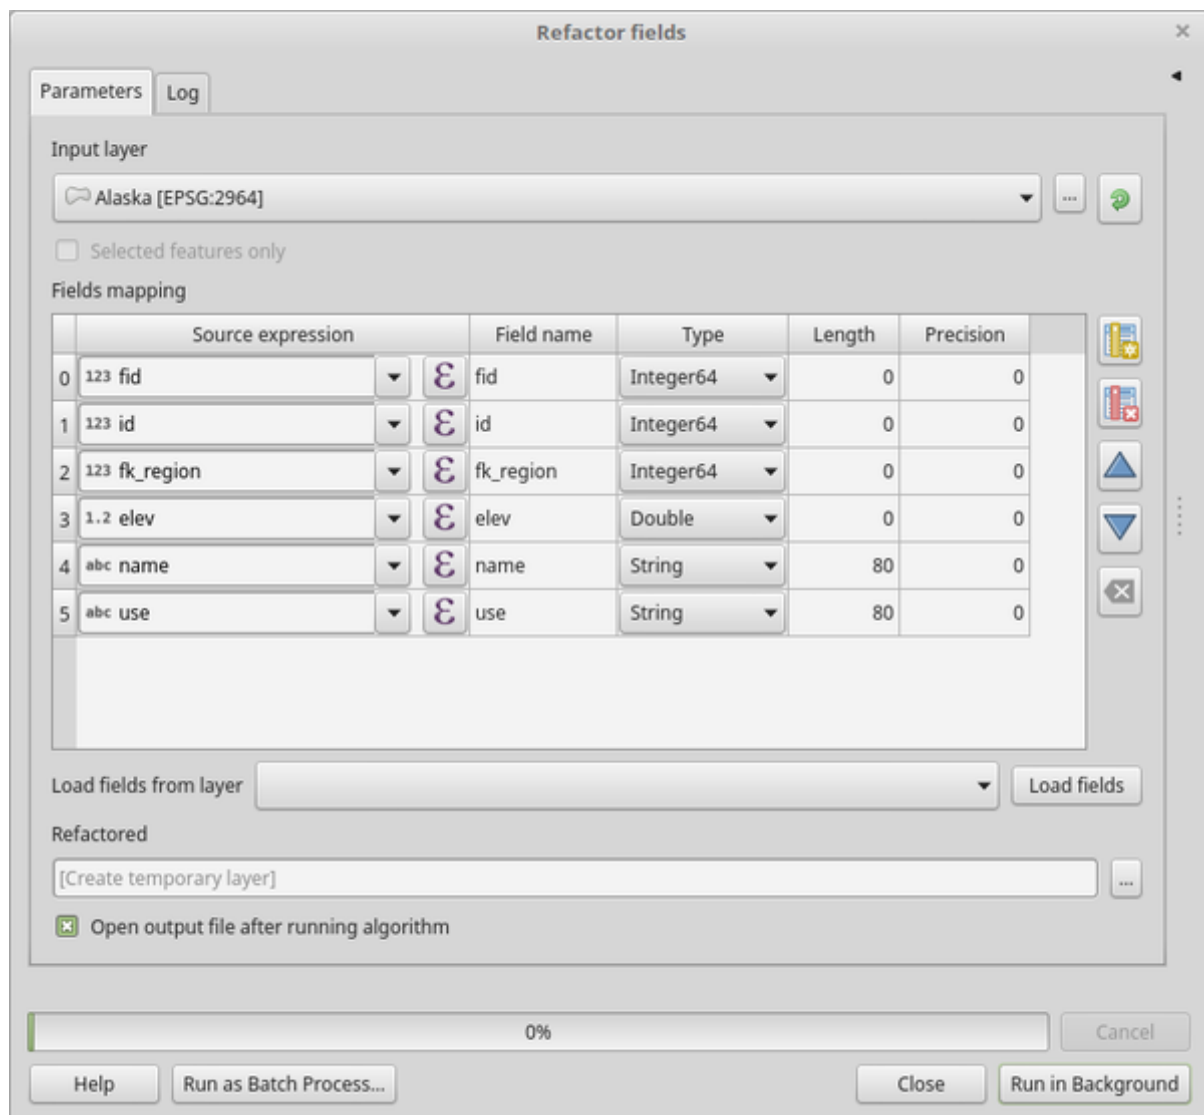 Refactor fields
Parameters Log
Input layer
Alaska [EPSG:2964] ...
Selected features only
Fields mapping
Source expression Field name Type Length Precision
0 123 fid ε fid Integer64 0 0
1 123 id ε id Integer64 0 0
2 123 fk_region ε fk_region Integer64 0 0
3 1.2 elev ε elev Double 0 0
4 abc name ε name String 80 0
5 abc use ε use String 80 0
Load fields from layer Load fields
Refactored
[Create temporary layer] ...
Open output file after running algorithm
0% Cancel
Help Run as Batch Process... Close Run in Background